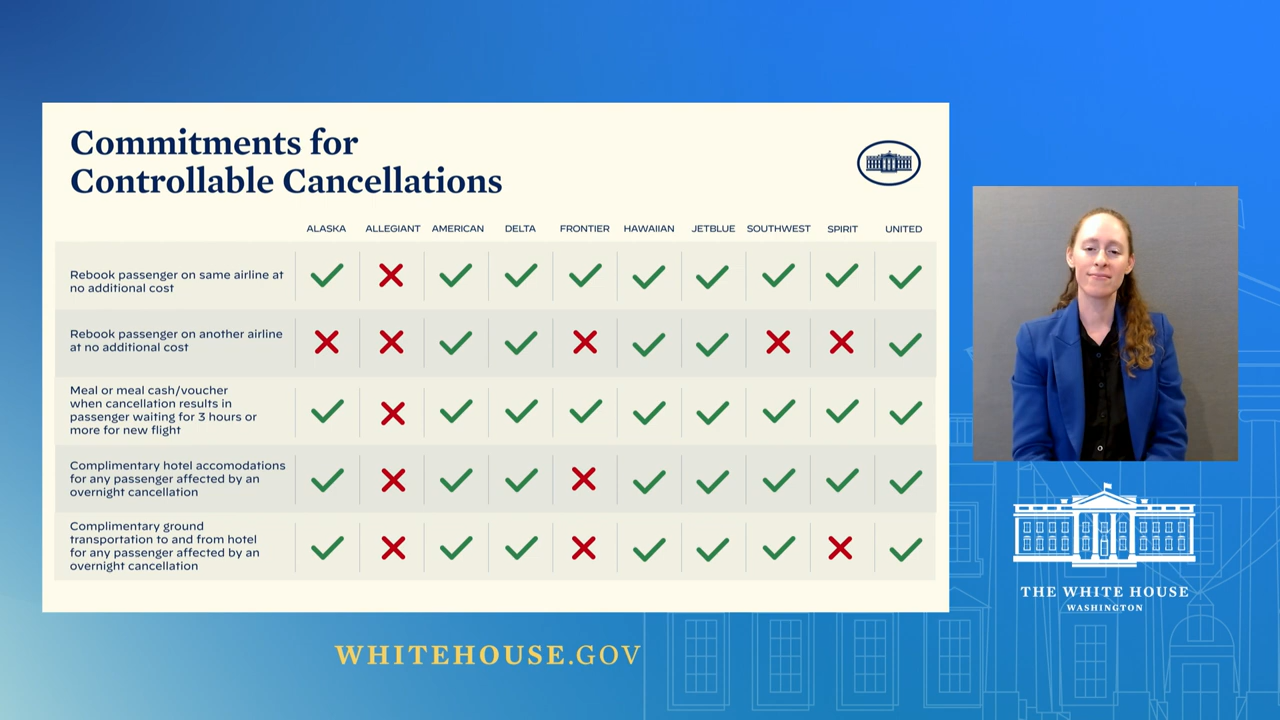 Commitments for
Controllable Cancellations
ALASKA ALLEGIANT AMERICAN DELTA FRONTIER HAWAIIAN JETBLUE SOUTHWEST SPIRIT UNITED
Rebook passenger on same airline at
no additional cost
Rebook passenger on another airline
at no additional cost
Meal or meal cash/voucher
when cancellation results in
passenger waiting for 3 hours or
more for new flight
Complimentary hotel accomodations
for any passenger affected by an
overnight cancellation
Complimentary ground
transportation to and from hotel
for any passenger affected by an
overnight cancellation
THE WHITE HOUSE
WASHINGTON
WHITEHOUSE.GOV